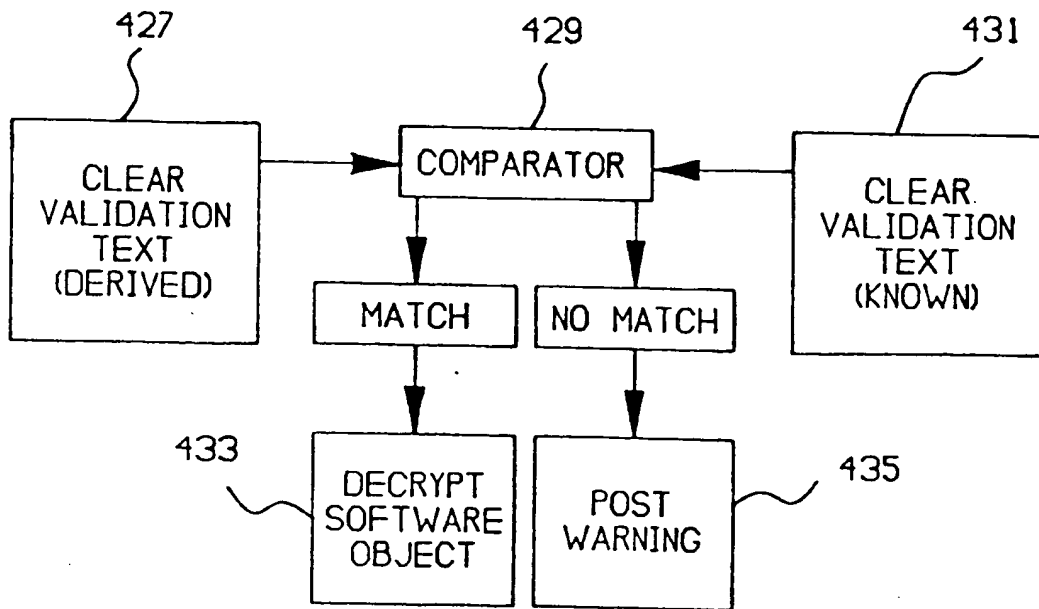 427
429
431
CLEAR
VALIDATION
TEXT
(DERIVED)
COMPARATOR
CLEAR
VALIDATION
TEXT
(KNOWN)
MATCH
NO MATCH
433
DECRYPT
SOFTWARE
OBJECT
POST
WARNING
435